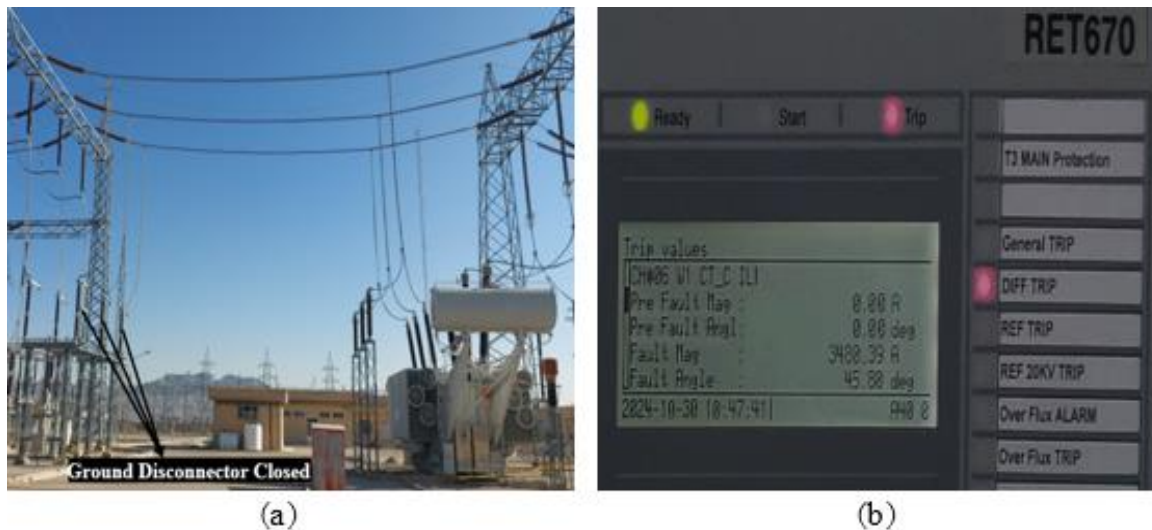 RET670
Ready
Start
Trip
T3 MAIN Protection
Trip values
CH#06 W1 CT_C IL1
Pre Fault Mag : 0.00 A
Pre Fault Angl: 0.00 deg
Fault Mag : 3480.39 A
Fault Angle : 45.80 deg
2024-10-30 10:47:41
General TRIP
DIFF TRIP
REF TRIP
REF 20KV TRIP
Over Flux ALARM
Over Flux TRIP
Ground Disconnector Closed
(a)
(b)